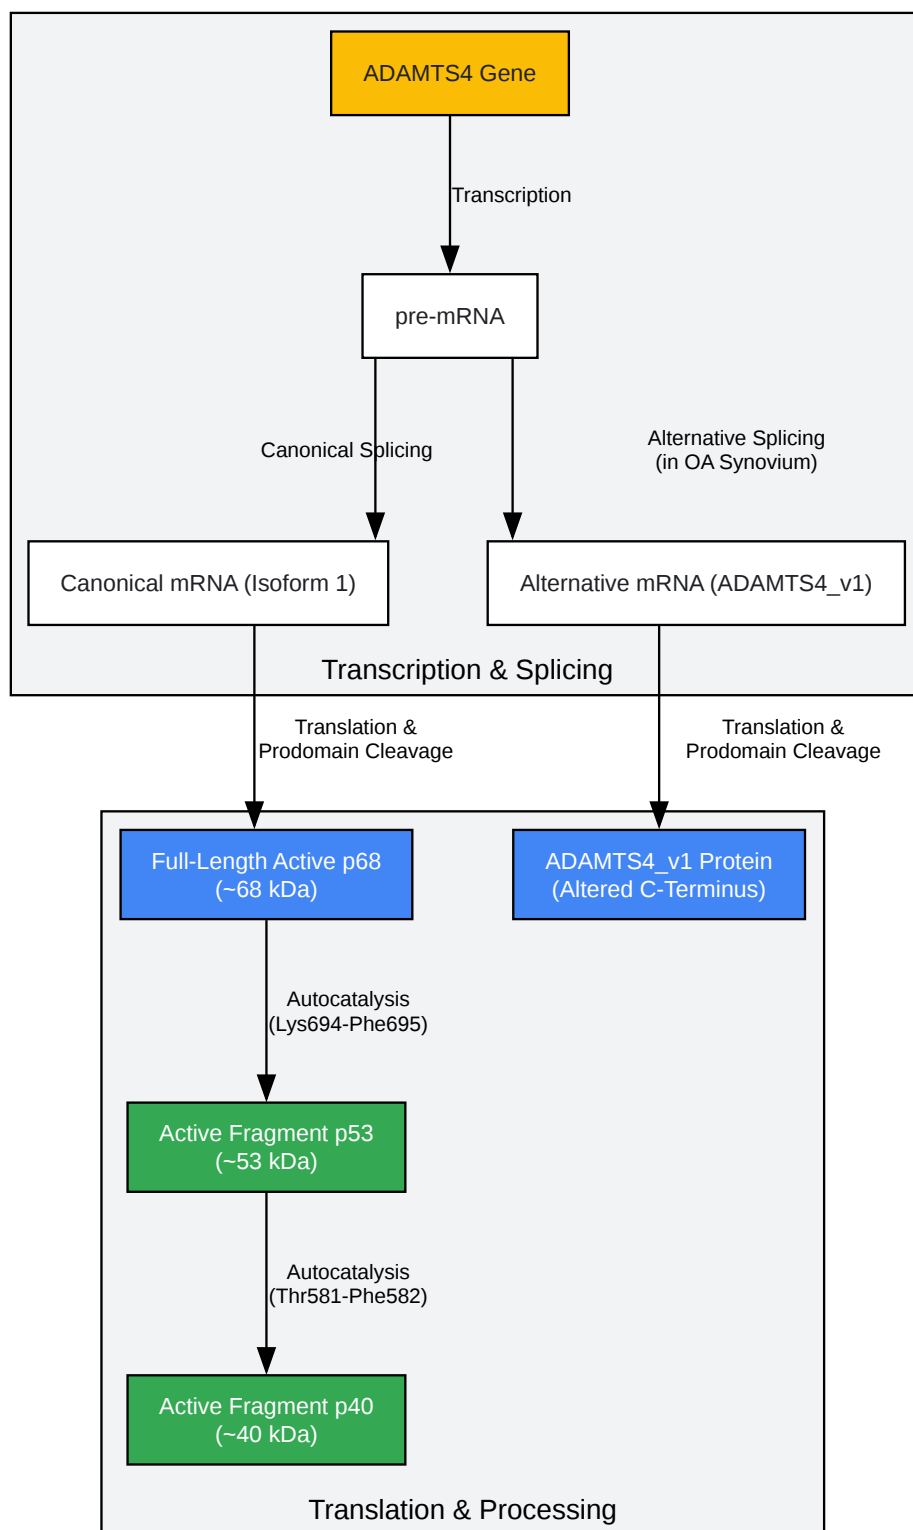 ADAMTS4 Gene
Transcription
pre-mRNA
Canonical Splicing
Alternative Splicing
(in OA Synovium)
Canonical mRNA (Isoform 1)
Alternative mRNA (ADAMTS4_v1)
Transcription & Splicing
Translation &
Prodomain Cleavage
Translation &
Prodomain Cleavage
Full-Length Active p68
(~68 kDa)
ADAMTS4_v1 Protein
(Altered C-Terminus)
Autocatalysis
(Lys694-Phe695)
Active Fragment p53
(~53 kDa)
Autocatalysis
(Thr581-Phe582)
Active Fragment p40
(~40 kDa)
Translation & Processing